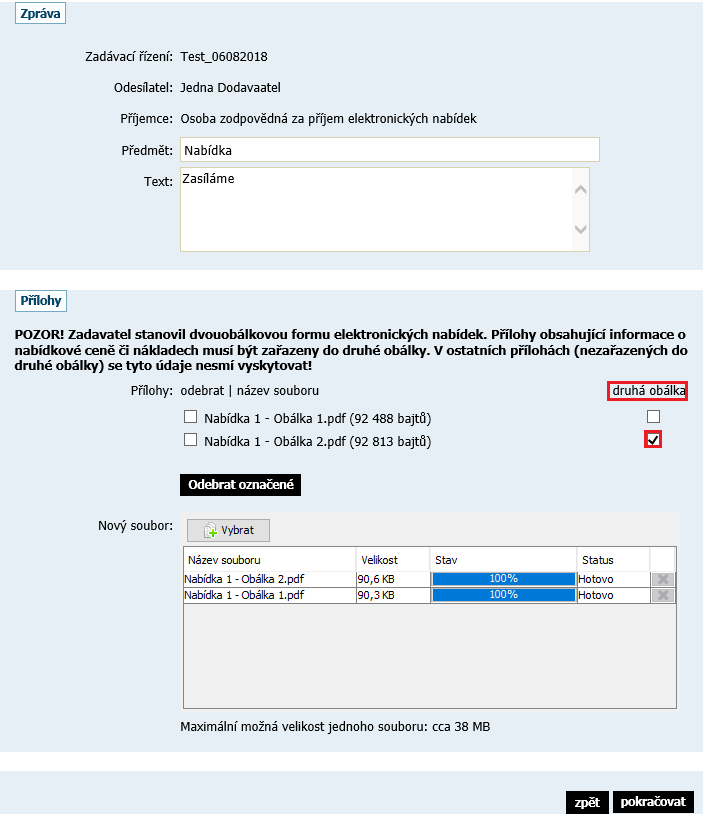 Zpráva
Zadávací řízení: Test_06082018
Odesílatel: Jedna Dodavaatel
Příjemce: Osoba zodpovědná za příjem elektronických nabídek
Předmět: Nabídka
Text: Zasíláme
Přílohy
POZOR! Zadavatel stanovil dvouobálkovou formu elektronických nabídek. Přílohy obsahující informace o
nabídkové ceně či nákladech musí být zařazeny do druhé obálky. V ostatních přílohách (nezařazených do
druhé obálky) se tyto údaje nesmí vyskytovat!
Přílohy: odebrat | název souboru druhá obálka
Nabídka 1 - Obálka 1.pdf (92 488 bajtů)
Nabídka 1 - Obálka 2.pdf (92 813 bajtů)
Odebrat označené
Nový soubor: Vybrat
Název souboru Velikost Stav Status
Nabídka 1 - Obálka 2.pdf 90,6 KB 100% Hotovo
Nabídka 1 - Obálka 1.pdf 90,3 KB 100% Hotovo
Maximální možná velikost jednoho souboru: cca 38 MB
zpět pokračovat